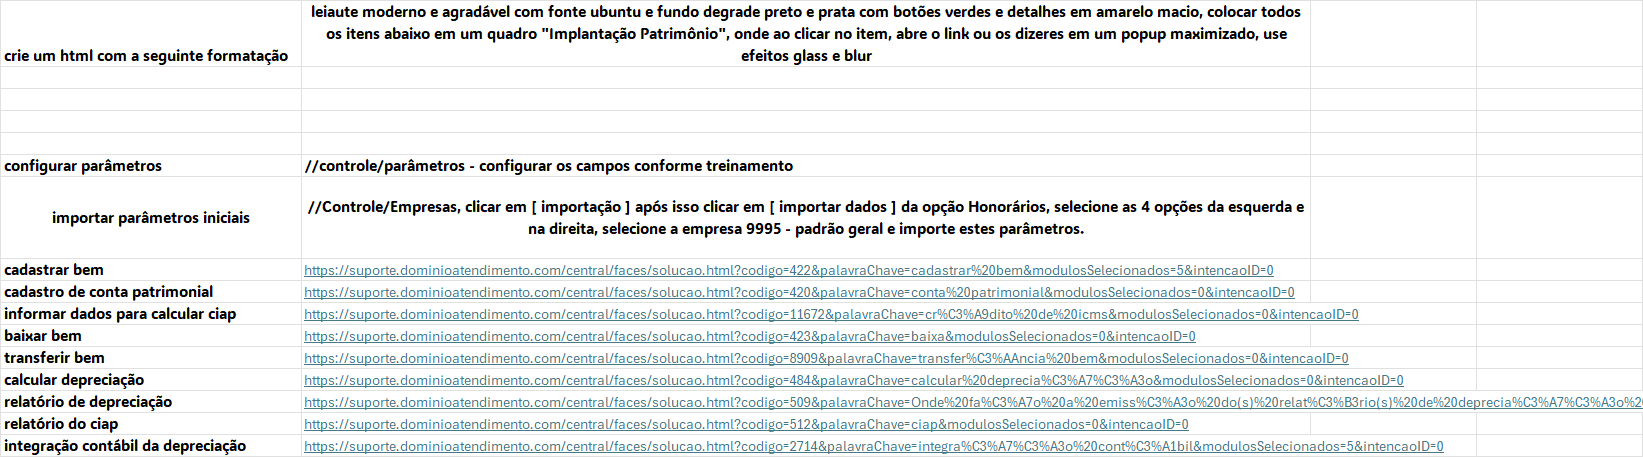 leiaute moderno e agradável com fonte ubuntu e fundo degrade preto e prata com botões verdes e detalhes em amarelo macio, colocar todos
os itens abaixo em um quadro "Implantação Patrimônio", onde ao clicar no item, abre o link ou os dizeres em um popup maximizado, use
crie um html com a seguinte formatação efeitos glass e blur
configurar parâmetros //controle/parâmetros - configurar os campos conforme treinamento
//Controle/Empresas, clicar em [ importação ] após isso clicar em [ importar dados ] da opção Honorários, selecione as 4 opções da esquerda e
importar parâmetros iniciais na direita, selecione a empresa 9995 - padrão geral e importe estes parâmetros.
cadastrar bem https://suporte.dominioatendimento.com/central/faces/solucao.html?codigo=422&palavraChave=cadastrar%20bem&modulosSelecionados=5&intencaoID=0
cadastro de conta patrimonial https://suporte.dominioatendimento.com/central/faces/solucao.html?codigo=420&palavraChave=conta%20patrimonial&modulosSelecionados=0&intencaoID=0
informar dados para calcular ciap https://suporte.dominioatendimento.com/central/faces/solucao.html?codigo=11672&palavraChave=cr%C3%A9dito%20de%20icms&modulosSelecionados=0&intencaoID=0
baixar bem https://suporte.dominioatendimento.com/central/faces/solucao.html?codigo=423&palavraChave=baixa&modulosSelecionados=0&intencaoID=0
transferir bem https://suporte.dominioatendimento.com/central/faces/solucao.html?codigo=8909&palavraChave=transfer%C3%AAncia%20bem&modulosSelecionados=0&intencaoID=0
calcular depreciação https://suporte.dominioatendimento.com/central/faces/solucao.html?codigo=484&palavraChave=calcular%20deprecia%C3%A7%C3%A3o&modulosSelecionados=0&intencaoID=0
relatório de depreciação https://suporte.dominioatendimento.com/central/faces/solucao.html?codigo=509&palavraChave=Onde%20fa%C3%A7o%20a%20emiss%C3%A3o%20do(s)%20relat%C3%B3rio(s)%20de%20deprecia%C3%A7%C3%A3o%20
relatório do ciap https://suporte.dominioatendimento.com/central/faces/solucao.html?codigo=512&palavraChave=ciap&modulosSelecionados=0&intencaoID=0
integração contábil da depreciação https://suporte.dominioatendimento.com/central/faces/solucao.html?codigo=2714&palavraChave=integra%C3%A7%C3%A3o%20cont%C3%A1bil&modulosSelecionados=5&intencaoID=0